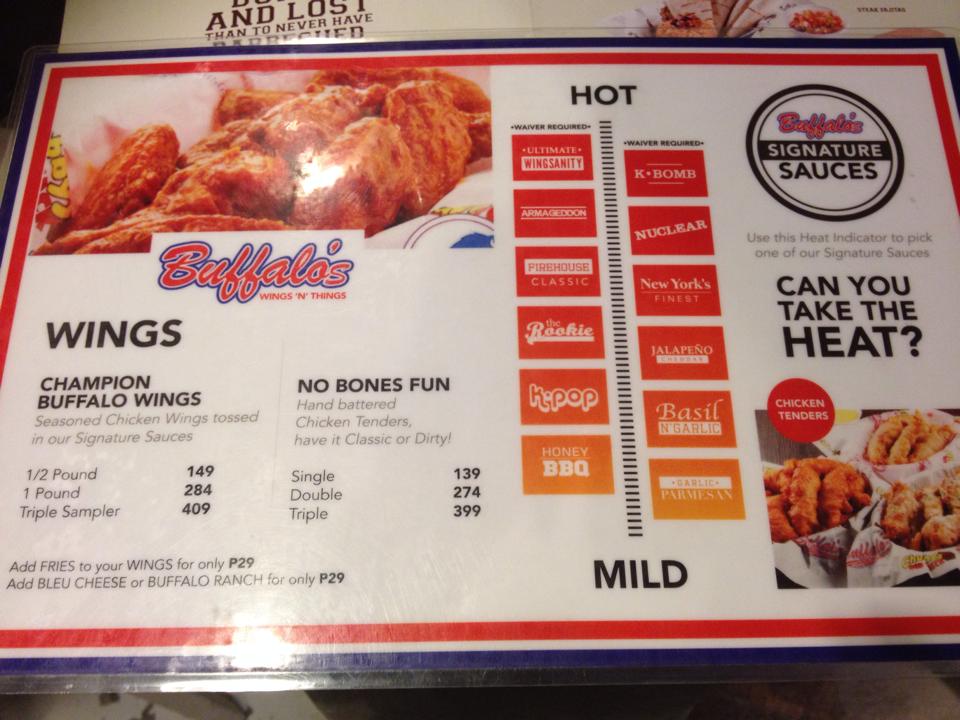 AND LOST
THAN TO NEVER HAVE
STEAK FAJITAS
Buffalo's
WINGS 'N' THINGS
WINGS
CHAMPION
BUFFALO WINGS
Seasoned Chicken Wings tossed
in our Signature Sauces
1/2 Pound 149
1 Pound 284
Triple Sampler 409
NO BONES FUN
Hand battered
Chicken Tenders,
have it Classic or Dirty!
Single 139
Double 274
Triple 399
Add FRIES to your WINGS for only P29
Add BLEU CHEESE or BUFFALO RANCH for only P29
HOT
•WAIVER REQUIRED•
•ULTIMATE•
WINGSANITY
ARMAGEDDON
FIREHOUSE
CLASSIC
the
Rookie
k•pop
HONEY
BBQ
•WAIVER REQUIRED•
K•BOMB
NUCLEAR
New York's
FINEST
JALAPEÑO
CHEDDAR
Basil
N' GARLIC
•GARLIC•
PARMESAN
MILD
Buffalo's
SIGNATURE
SAUCES
Use this Heat Indicator to pick
one of our Signature Sauces
CAN YOU
TAKE THE
HEAT?
CHICKEN
TENDERS